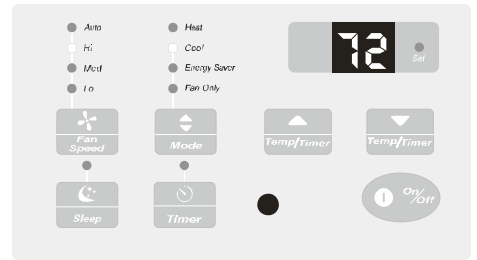 Auto
Hi
Med
Lo
Heat
Cool
Energy Saver
Fan Only
72
Set
Fan
Speed
Mode
Temp/Timer
Temp/Timer
Sleep
Timer
On/
Off